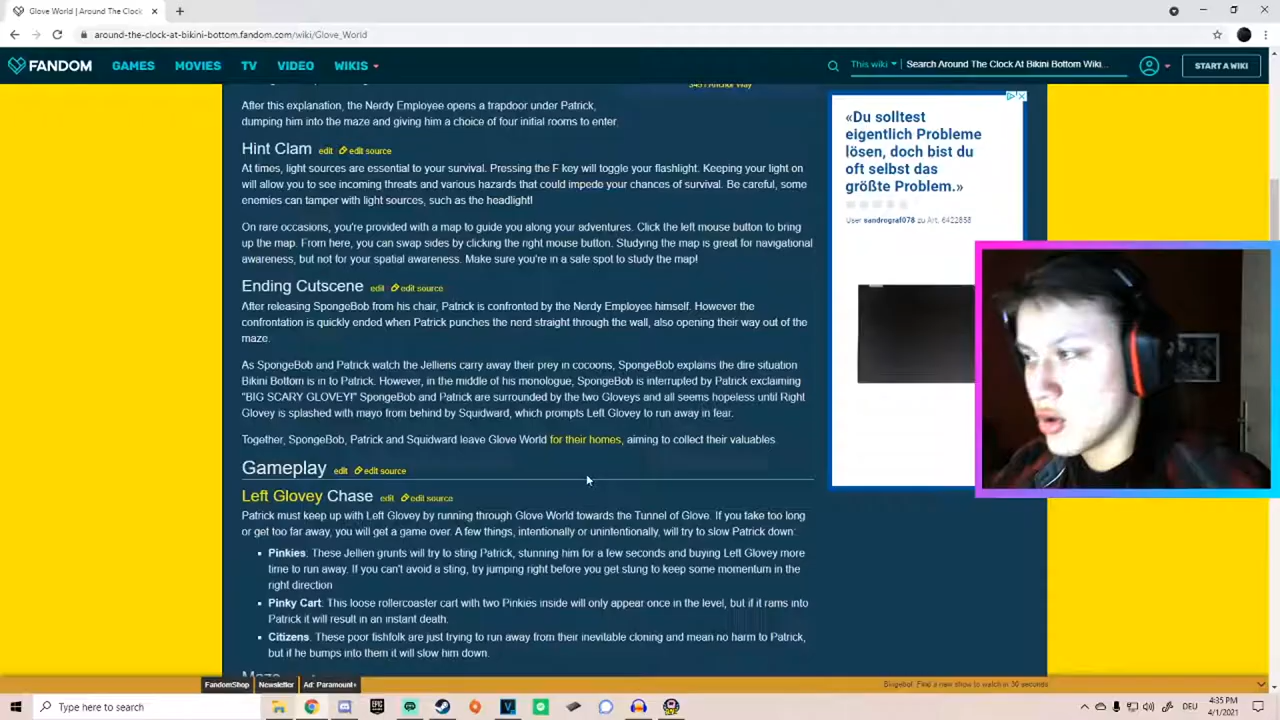 Glove World | Around The Clock
around-the-clock-at-bikini-bottom.fandom.com/wiki/Glove_World
FANDOM GAMES MOVIES TV VIDEO WIKIS This wiki Search Around The Clock At Bikini Bottom Wiki... START A WIKI
3451 Anchor Way
After this explanation, the Nerdy Employee opens a trapdoor under Patrick,
dumping him into the maze and giving him a choice of four initial rooms to enter.
Hint Clam edit edit source
At times, light sources are essential to your survival. Pressing the F key will toggle your flashlight. Keeping your light on
will allow you to see incoming threats and various hazards that could impede your chances of survival. Be careful, some
enemies can tamper with light sources, such as the headlight!
On rare occasions, you're provided with a map to guide you along your adventures. Click the left mouse button to bring
up the map. From here, you can swap sides by clicking the right mouse button. Studying the map is great for navigational
awareness, but not for your spatial awareness. Make sure you're in a safe spot to study the map!
Ending Cutscene edit edit source
After releasing SpongeBob from his chair, Patrick is confronted by the Nerdy Employee himself. However the
confrontation is quickly ended when Patrick punches the nerd straight through the wall, also opening their way out of the
maze.
As SpongeBob and Patrick watch the Jelliens carry away their prey in cocoons, SpongeBob explains the dire situation
Bikini Bottom is in to Patrick. However, in the middle of his monologue, SpongeBob is interrupted by Patrick exclaiming
"BIG SCARY GLOVEY!" SpongeBob and Patrick are surrounded by the two Gloveys and all seems hopeless until Right
Glovey is splashed with mayo from behind by Squidward, which prompts Left Glovey to run away in fear.
Together, SpongeBob, Patrick and Squidward leave Glove World for their homes, aiming to collect their valuables.
Gameplay edit edit source
Left Glovey Chase edit edit source
Patrick must keep up with Left Glovey by running through Glove World towards the Tunnel of Glove. If you take too long
or get too far away, you will get a game over. A few things, intentionally or unintentionally, will try to slow Patrick down:
Pinkies: These Jellien grunts will try to sting Patrick, stunning him for a few seconds and buying Left Glovey more
time to run away. If you can't avoid a sting, try jumping right before you get stung to keep some momentum in the
right direction
Pinky Cart: This loose rollercoaster cart with two Pinkies inside will only appear once in the level, but if it rams into
Patrick it will result in an instant death.
Citizens: These poor fishfolk are just trying to run away from their inevitable cloning and mean no harm to Patrick,
but if he bumps into them it will slow him down.
Maze
«Du solltest
eigentlich Probleme
lösen, doch bist du
oft selbst das
größte Problem.»
User sandrograf078 zu Art. 6422858
FandomShop Newsletter Ad: Paramount+
Bingebot: Find a new show to watch in 30 seconds
Type here to search
DEU
4:35 PM
4/1/2021